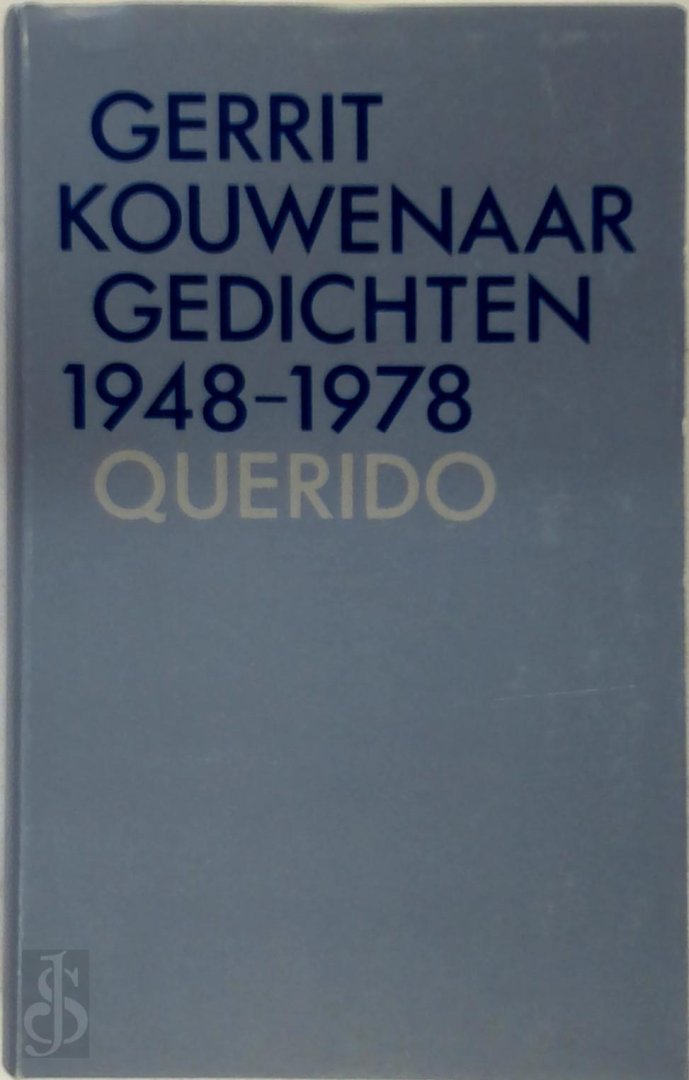 GERRIT
KOUWENAAR
GEDICHTEN
1948-1978
QUERIDO